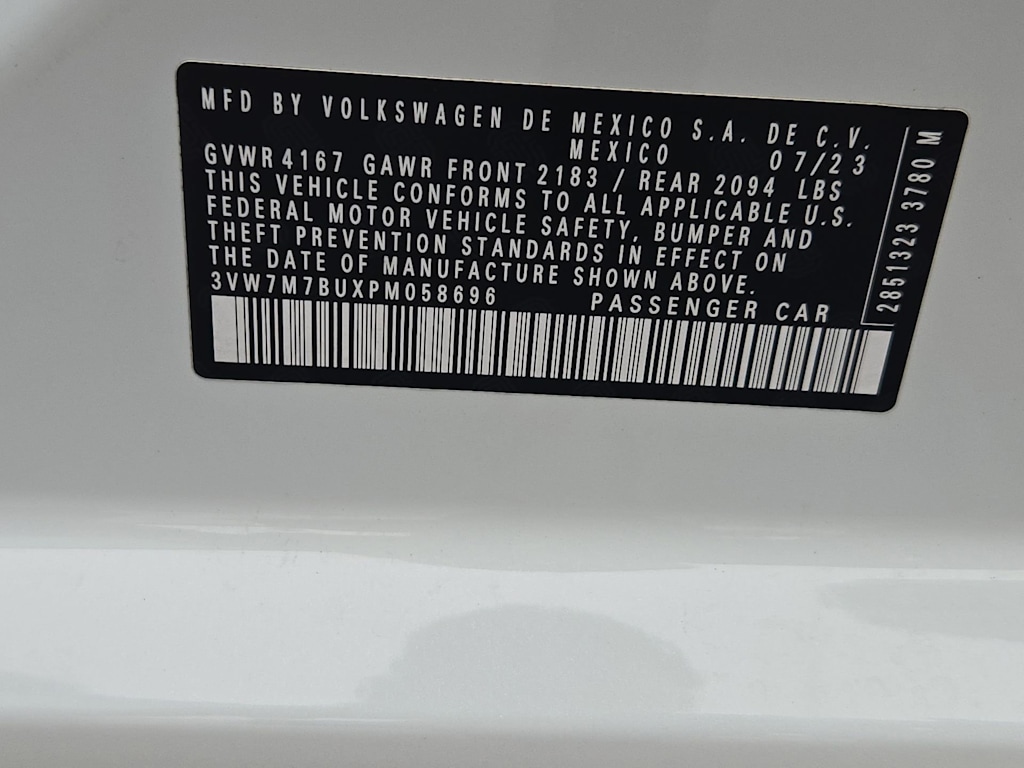 MFD BY VOLKSWAGEN DE MEXICO S.A. DE C.V.
MEXICO 07/23
GVWR 4167 GAWR FRONT 2183 / REAR 2094 LBS
THIS VEHICLE CONFORMS TO ALL APPLICABLE U.S.
FEDERAL MOTOR VEHICLE SAFETY, BUMPER AND
THEFT PREVENTION STANDARDS IN EFFECT ON
THE DATE OF MANUFACTURE SHOWN ABOVE.
3VW7M7BUXPM058696 PASSENGER CAR
2851323 3780 M